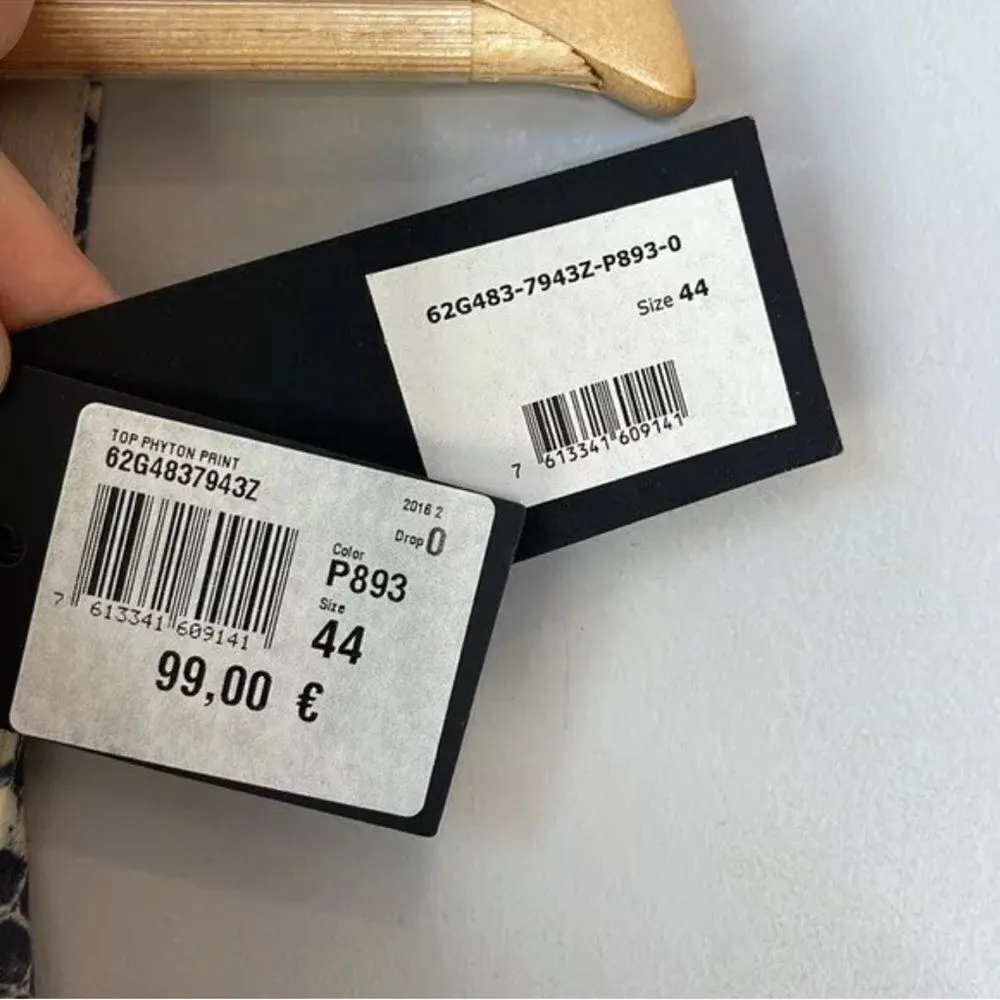 62G483-7943Z-P893-0
Size 44
7 613341 609141
TOP PHYTON PRINT
62G4837943Z
2016 2
Drop 0
Color
P893
Size
44
7 613341 609141
99,00 €